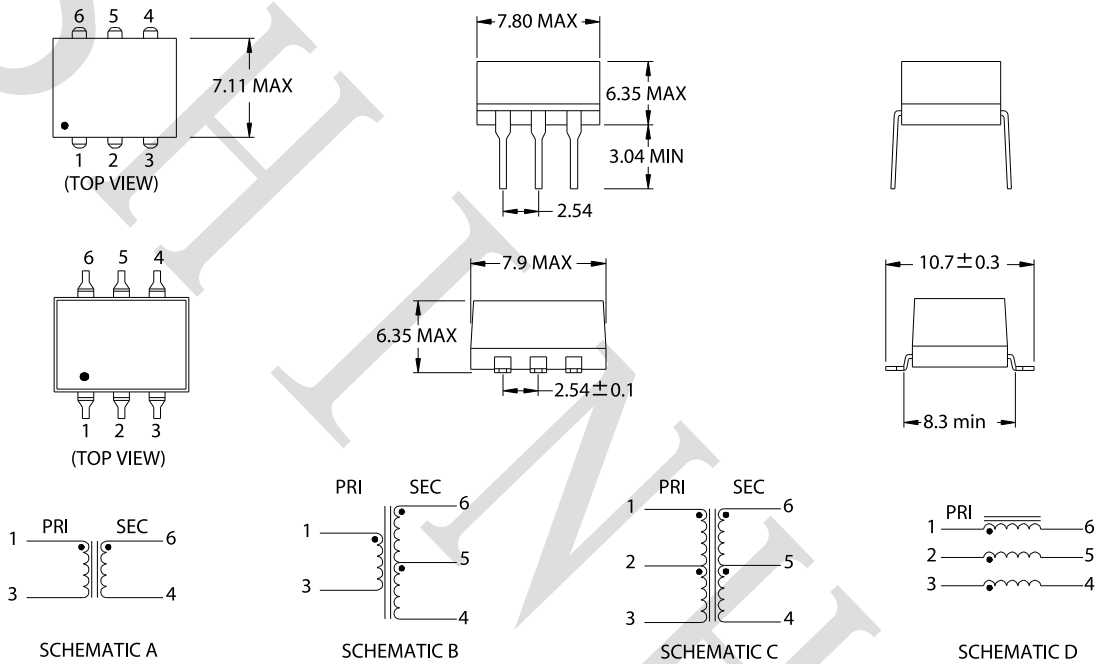 6 5 4
7.11 MAX
1 2 3
(TOP VIEW)
7.80 MAX
6.35 MAX
3.04 MIN
2.54
6 5 4
1 2 3
(TOP VIEW)
7.9 MAX
6.35 MAX
2.54±0.1
10.7±0.3
8.3 min
1 PRI SEC 6
3 4
SCHEMATIC A
PRI SEC
6
1
5
3
4
SCHEMATIC B
PRI SEC
1 6
2 5
3 4
SCHEMATIC C
PRI
1 6
2 5
3 4
SCHEMATIC D